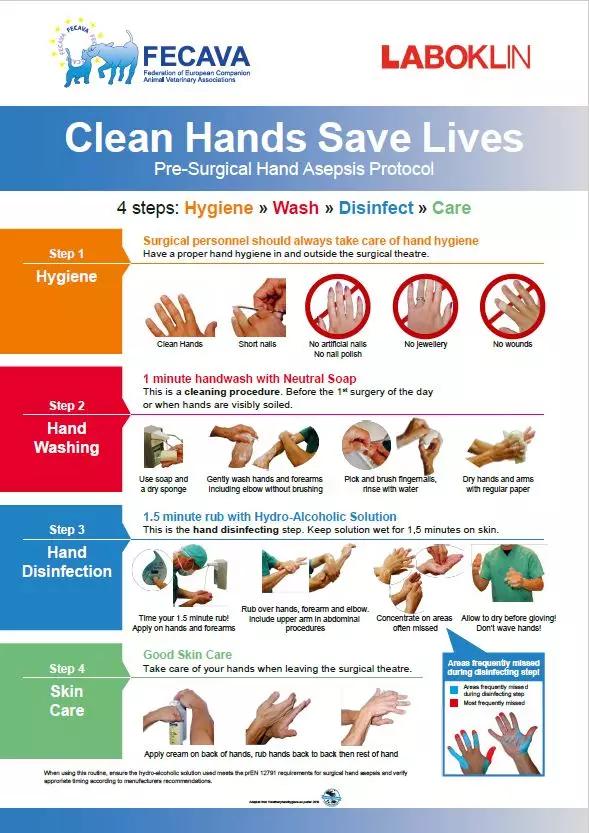 FECAVA
FECAVA
Federation of European Companion
Animal Veterinary Associations
LABOKLIN
Clean Hands Save Lives
Pre-Surgical Hand Asepsis Protocol
4 steps: Hygiene » Wash » Disinfect » Care
Step 1
Hygiene
Surgical personnel should always take care of hand hygiene
Have a proper hand hygiene in and outside the surgical theatre.
Clean Hands
Short nails
No artificial nails
No nail polish
No jewellery
No wounds
Step 2
Hand
Washing
1 minute handwash with Neutral Soap
This is a cleaning procedure. Before the 1st surgery of the day
or when hands are visibly soiled.
Use soap and
a dry sponge
Gently wash hands and forearms
including elbow without brushing
Pick and brush fingernails,
rinse with water
Dry hands and arms
with regular paper
Step 3
Hand
Disinfection
1.5 minute rub with Hydro-Alcoholic Solution
This is the hand disinfecting step. Keep solution wet for 1,5 minutes on skin.
Time your 1.5 minute rub!
Apply on hands and forearms
Rub over hands, forearm and elbow.
Include upper arm in abdominal
procedures
Concentrate on areas
often missed
Allow to dry before gloving!
Don't wave hands!
Step 4
Skin
Care
Good Skin Care
Take care of your hands when leaving the surgical theatre.
Apply cream on back of hands, rub hands back to back then rest of hand
Areas frequently missed
during disinfecting step!
Areas frequently missed
during disinfecting step
Most frequently missed
When using this routine, ensure the hydro-alcoholic solution used meets the prEN 12791 requirements for surgical hand asepsis and verify
approriate timing according to manufacturers recommendations.